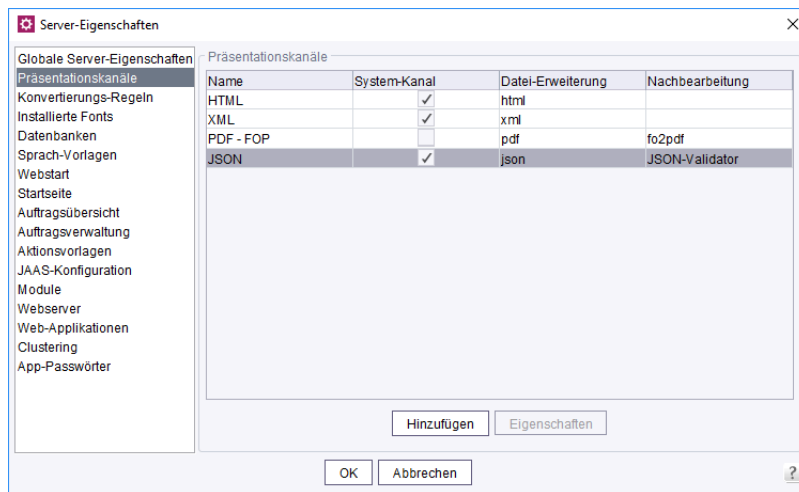 Server-Eigenschaften
Globale Server-Eigenschaften
Präsentationskanäle
Konvertierungs-Regeln
Installierte Fonts
Datenbanken
Sprach-Vorlagen
Webstart
Startseite
Auftragsübersicht
Auftragsverwaltung
Aktionsvorlagen
JAAS-Konfiguration
Module
Webserver
Web-Applikationen
Clustering
App-Passwörter
Präsentationskanäle
Name System-Kanal Datei-Erweiterung Nachbearbeitung
HTML html
XML xml
PDF - FOP pdf fo2pdf
JSON json JSON-Validator
Hinzufügen Eigenschaften
OK Abbrechen ?